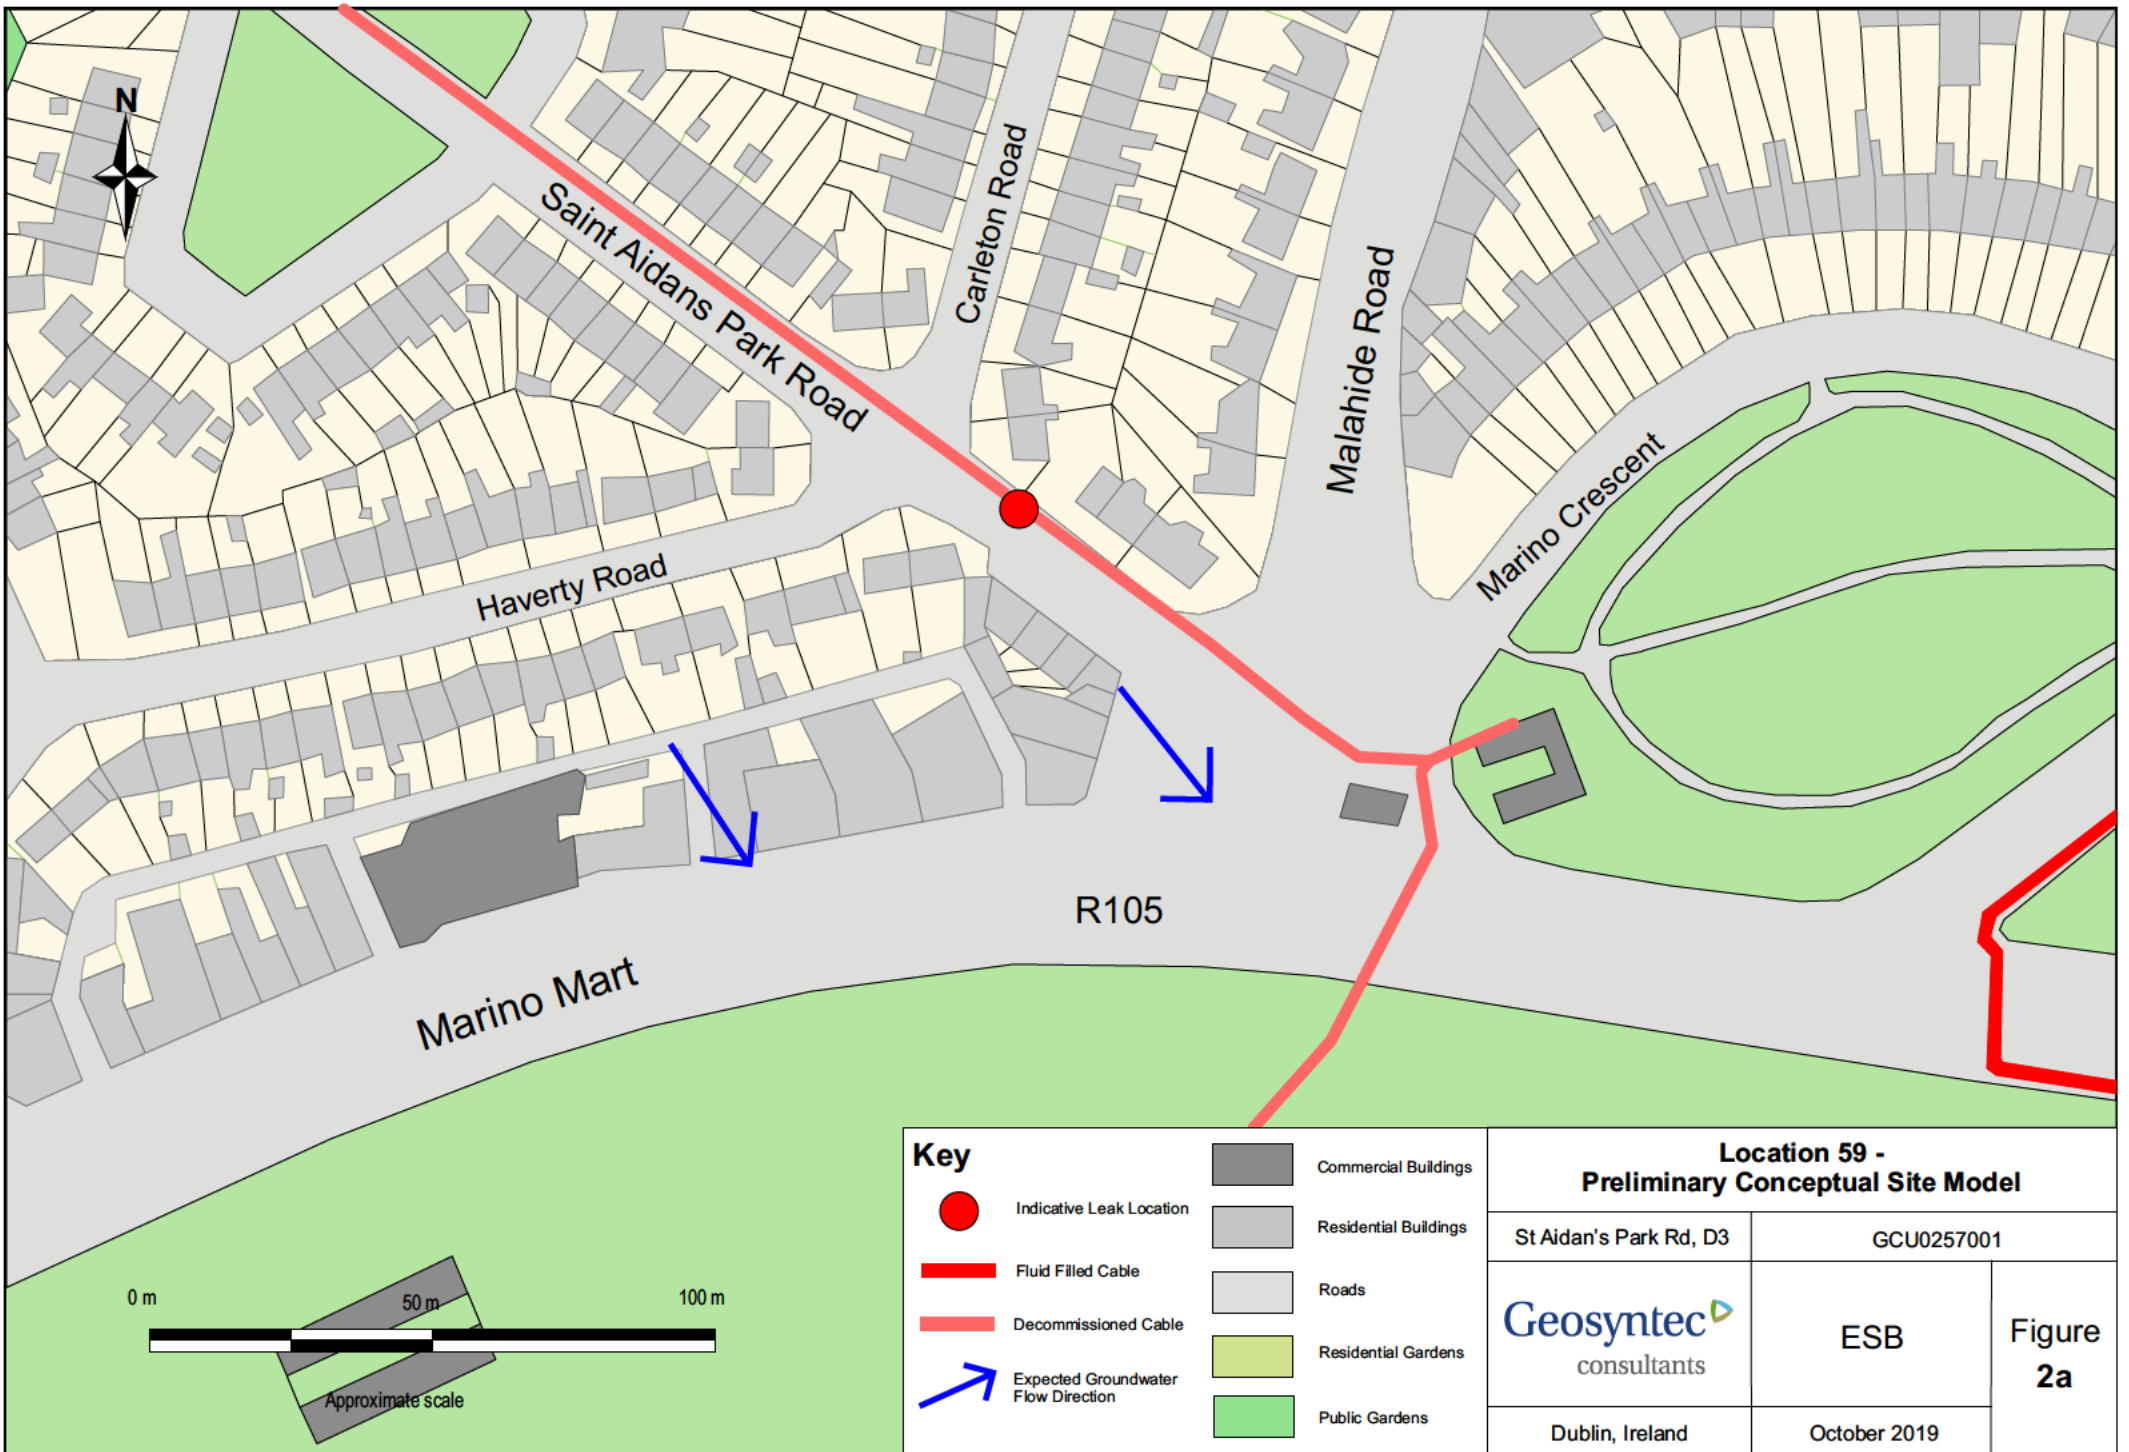 N
Saint Aidans Park Road
Carleton Road
Malahide Road
Marino Crescent
Haverty Road
R105
Marino Mart
0 m
50 m
100 m
Approximate scale
Key
Indicative Leak Location
Fluid Filled Cable
Decommissioned Cable
Expected Groundwater
Flow Direction
Commercial Buildings
Residential Buildings
Roads
Residential Gardens
Public Gardens
Location 59 -
Preliminary Conceptual Site Model
St Aidan's Park Rd, D3
GCU0257001
Geosyntec
consultants
ESB
Figure
2a
Dublin, Ireland
October 2019